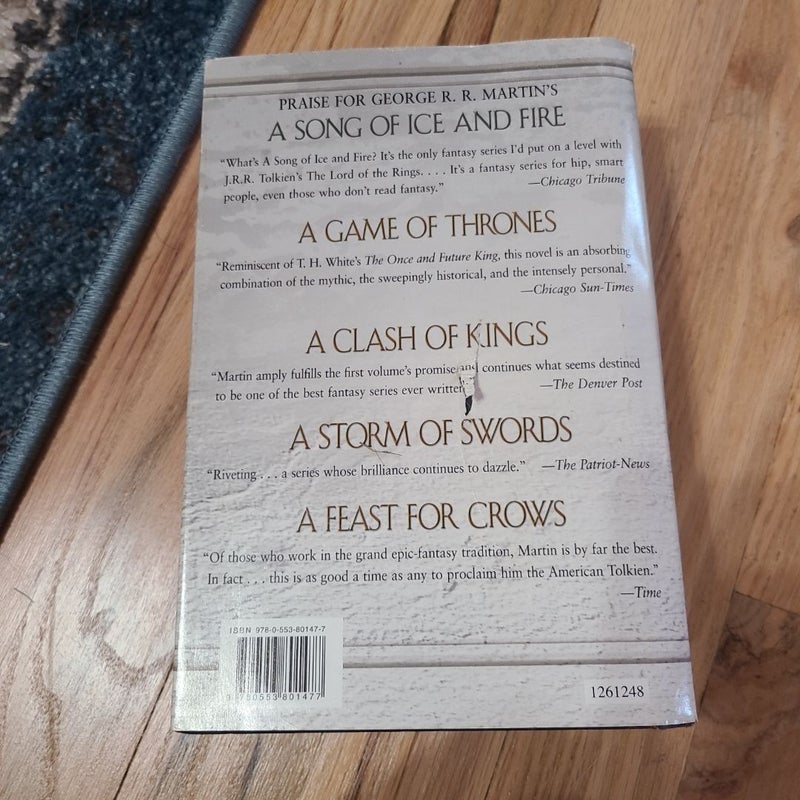 PRAISE FOR GEORGE R. R. MARTIN'S
A SONG OF ICE AND FIRE
"What's A Song of Ice and Fire? It's the only fantasy series I'd put on a level with
J.R.R. Tolkien's The Lord of the Rings. . . . It's a fantasy series for hip, smart
people, even those who don't read fantasy." —Chicago Tribune
A GAME OF THRONES
"Reminiscent of T. H. White's The Once and Future King, this novel is an absorbing
combination of the mythic, the sweepingly historical, and the intensely personal."
—Chicago Sun-Times
A CLASH OF KINGS
"Martin amply fulfills the first volume's promise and continues what seems destined
to be one of the best fantasy series ever written —The Denver Post
A STORM OF SWORDS
"Riveting . . . a series whose brilliance continues to dazzle." —The Patriot-News
A FEAST FOR CROWS
"Of those who work in the grand epic-fantasy tradition, Martin is by far the best.
In fact . . . this is as good a time as any to proclaim him the American Tolkien."
—Time
ISBN 978-0-553-80147-7
9 780553 801477
1261248